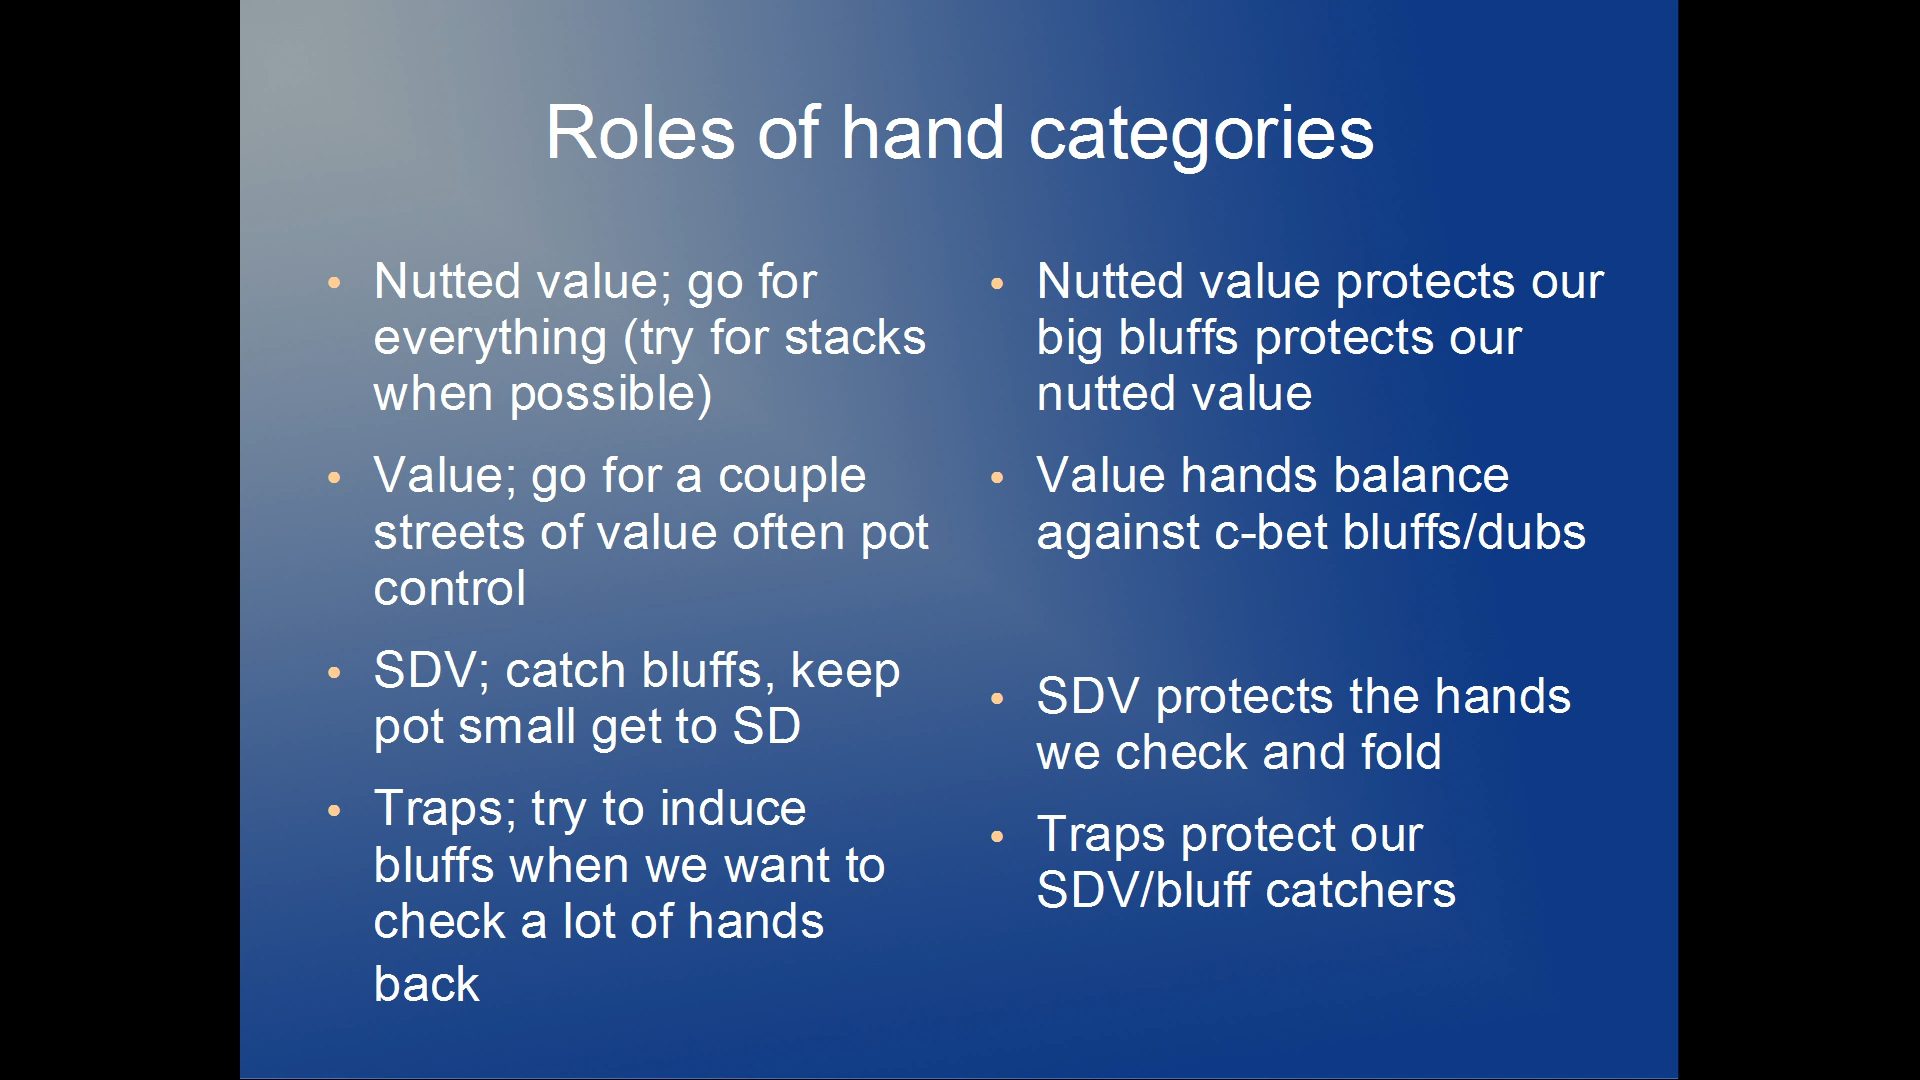 Roles of hand categories
• Nutted value; go for
everything (try for stacks
when possible)
• Value; go for a couple
streets of value often pot
control
• SDV; catch bluffs, keep
pot small get to SD
• Traps; try to induce
bluffs when we want to
check a lot of hands
back
• Nutted value protects our
big bluffs protects our
nutted value
• Value hands balance
against c-bet bluffs/dubs
• SDV protects the hands
we check and fold
• Traps protect our
SDV/bluff catchers